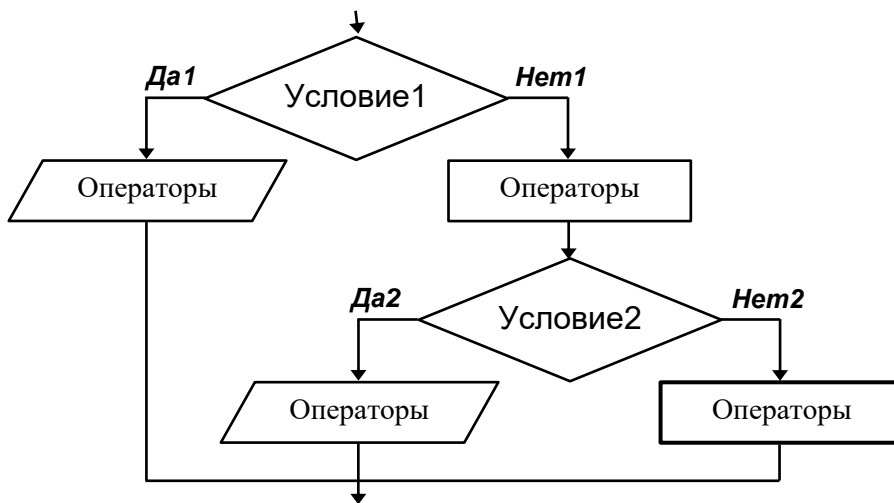 Да1
Нет1
Условие1
Операторы
Операторы
Да2
Нет2
Условие2
Операторы
Операторы